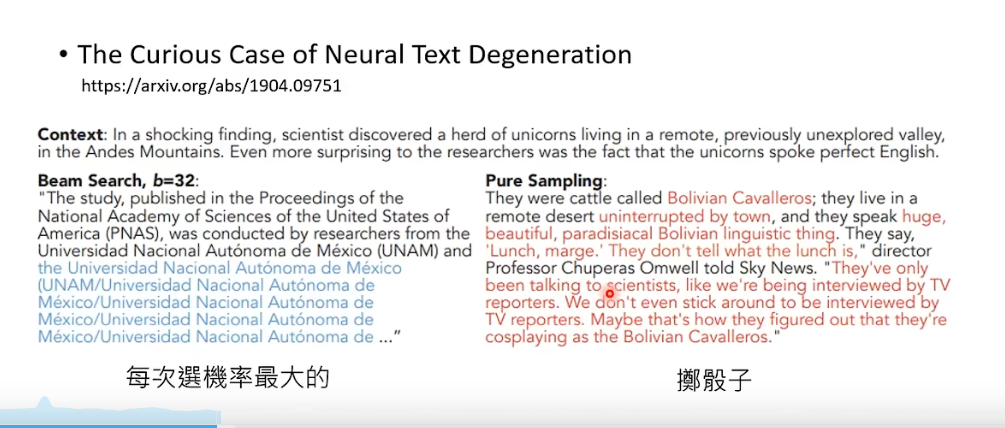 • The Curious Case of Neural Text Degeneration
https://arxiv.org/abs/1904.09751
Context: In a shocking finding, scientist discovered a herd of unicorns living in a remote, previously unexplored valley,
in the Andes Mountains. Even more surprising to the researchers was the fact that the unicorns spoke perfect English.
Beam Search, b=32:
"The study, published in the Proceedings of the
National Academy of Sciences of the United States of
America (PNAS), was conducted by researchers from the
Universidad Nacional Autónoma de México (UNAM) and
the Universidad Nacional Autónoma de México
(UNAM/Universidad Nacional Autónoma de
México/Universidad Nacional Autónoma de
México/Universidad Nacional Autónoma de
México/Universidad Nacional Autónoma de ..."
每次選機率最大的
Pure Sampling:
They were cattle called Bolivian Cavalleros; they live in a
remote desert uninterrupted by town, and they speak huge,
beautiful, paradisiacal Bolivian linguistic thing. They say,
'Lunch, marge.' They don't tell what the lunch is," director
Professor Chuperas Omwell told Sky News. "They've only
been talking to scientists, like we're being interviewed by TV
reporters. We don't even stick around to be interviewed by
TV reporters. Maybe that's how they figured out that they're
cosplaying as the Bolivian Cavalleros."
擲骰子